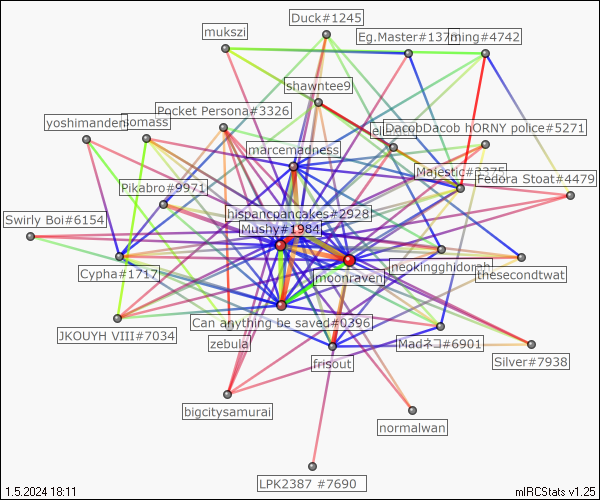 Duck#1245
mukszi
Eg.Master#137
ming#4742
shawntee9
Pocket Persona#3326
yoshimanden
omass
DacobDacob hORNY police#5271
marcemadness
Majestic#3375
Fedora Stoat#4479
Pikabro#9971
Swirly Boi#6154
hispancpancakes#2928
Mushy#1984
neokingghidorah
thesecondtwat
Cypha#1717
moonraven
Can anything be saved#0396
JKOUYH VIII#7034
zebula
Madネコ#6901
frisout
Silver#7938
bigcitysamurai
normalwan
LPK2387 #7690
1.5.2024 18:11
mIRCStats v1.25